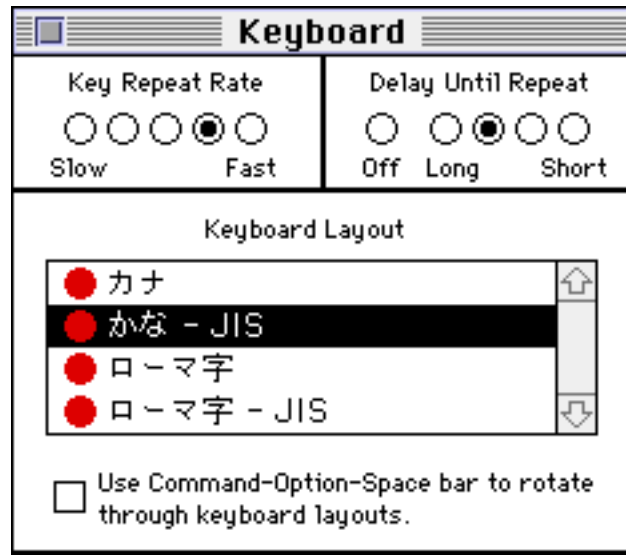 Keyboard
Key Repeat Rate
Slow Fast
Delay Until Repeat
Off Long Short
Keyboard Layout
カナ
かな - JIS
ローマ字
ローマ字 - JIS
Use Command-Option-Space bar to rotate
through keyboard layouts.